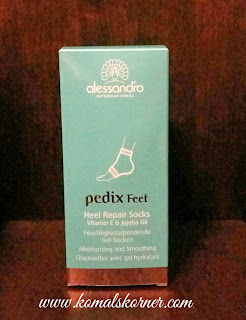 alessandro
INTERNATIONAL
pedix Feet
Heel Repair Socks
Vitamin E & Jojoba Oil
Feuchtigkeitsspendende
Gel-Socken
Moisturizing and Smoothing
Chaussettes avec gel hydratant
www.komalskorner.com